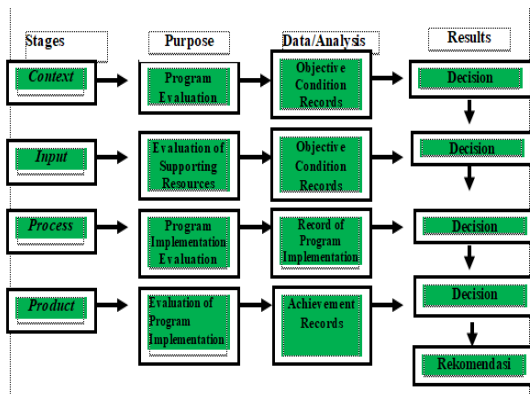 Stages Purpose Data/Analysis Results
Context
Program
Evaluation
Objective
Condition
Records
Decision
Input
Evaluation of
Supporting
Resources
Objective
Condition
Records
Decision
Process
Program
Implementation
Evaluation
Record of
Program
Implementation
Decision
Product
Evaluation of
Program
Implementation
Achievement
Records
Decision
Rekomendasi